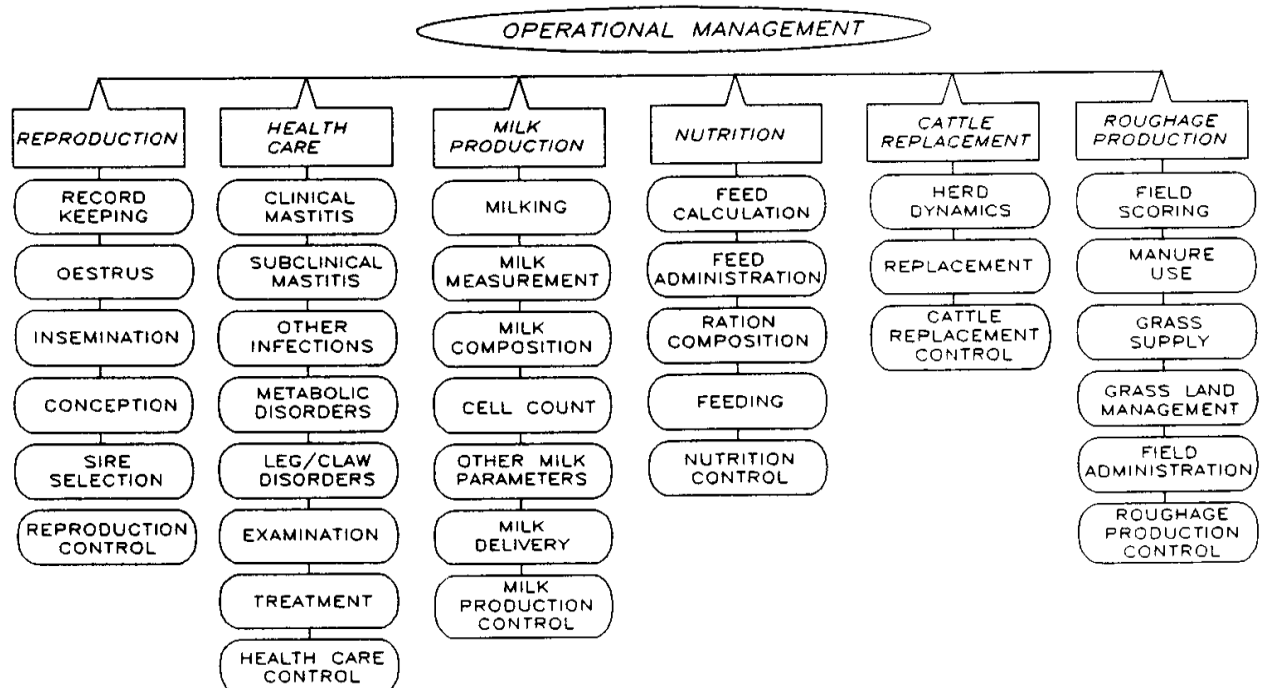 OPERATIONAL MANAGEMENT
REPRODUCTION
RECORD
KEEPING
OESTRUS
INSEMINATION
CONCEPTION
SIRE
SELECTION
REPRODUCTION
CONTROL
HEALTH
CARE
CLINICAL
MASTITIS
SUBCLINICAL
MASTITIS
OTHER
INFECTIONS
METABOLIC
DISORDERS
LEG/CLAW
DISORDERS
EXAMINATION
TREATMENT
HEALTH CARE
CONTROL
MILK
PRODUCTION
MILKING
MILK
MEASUREMENT
MILK
COMPOSITION
CELL COUNT
OTHER MILK
PARAMETERS
MILK
DELIVERY
MILK
PRODUCTION
CONTROL
NUTRITION
FEED
CALCULATION
FEED
ADMINISTRATION
RATION
COMPOSITION
FEEDING
NUTRITION
CONTROL
CATTLE
REPLACEMENT
HERD
DYNAMICS
REPLACEMENT
CATTLE
REPLACEMENT
CONTROL
ROUGHAGE
PRODUCTION
FIELD
SCORING
MANURE
USE
GRASS
SUPPLY
GRASS LAND
MANAGEMENT
FIELD
ADMINISTRATION
ROUGHAGE
PRODUCTION
CONTROL